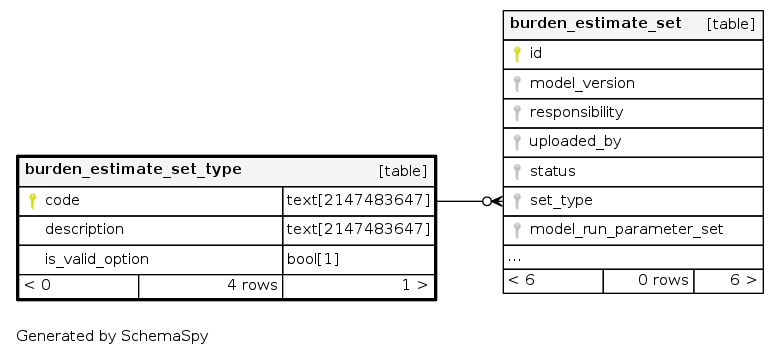 burden_estimate_set [table]
id
model_version
responsibility
uploaded_by
status
set_type
model_run_parameter_set
...
< 6 0 rows 6 >
burden_estimate_set_type [table]
code text[2147483647]
description text[2147483647]
is_valid_option bool[1]
< 0 4 rows 1 >
Generated by SchemaSpy